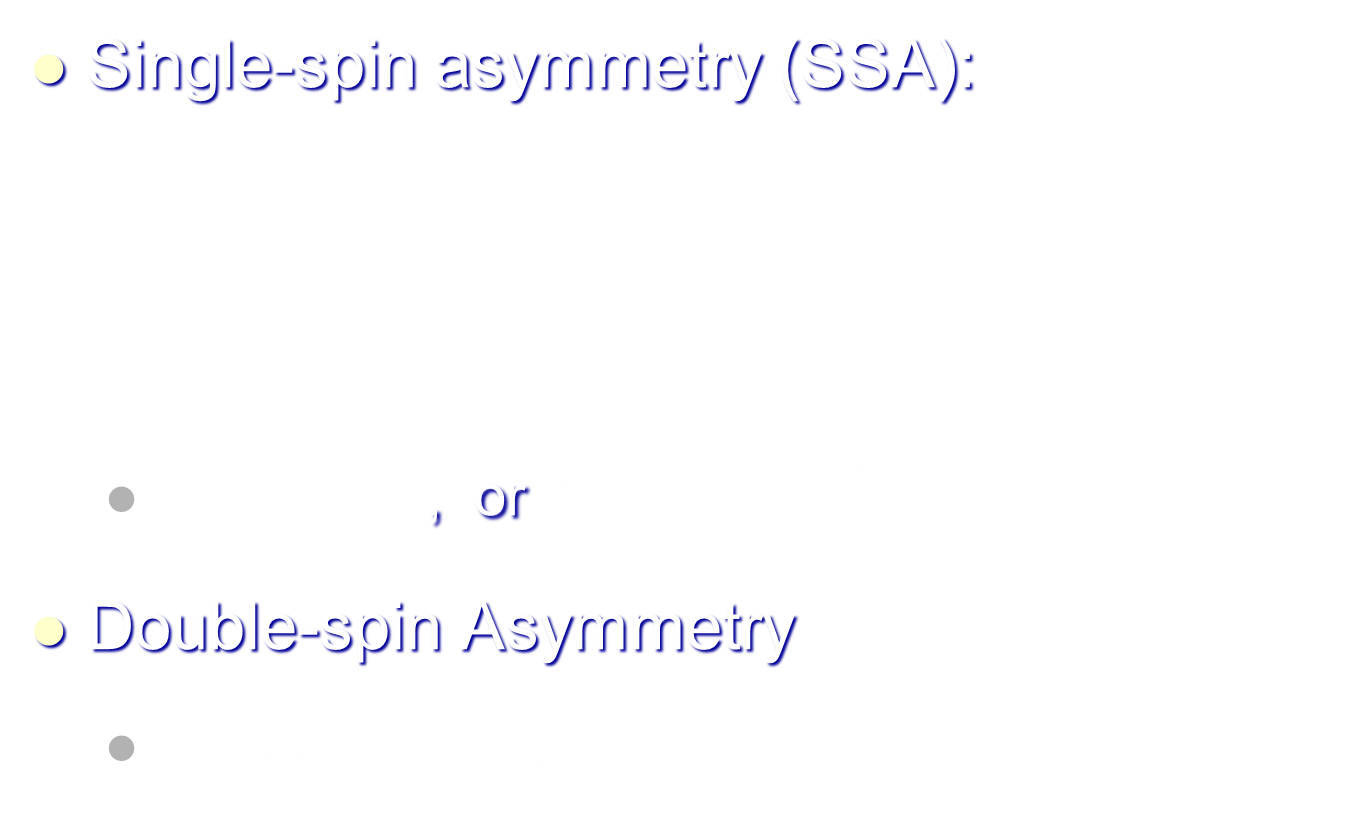 • Single-spin asymmetry (SSA):
• , or
• Double-spin Asymmetry
•